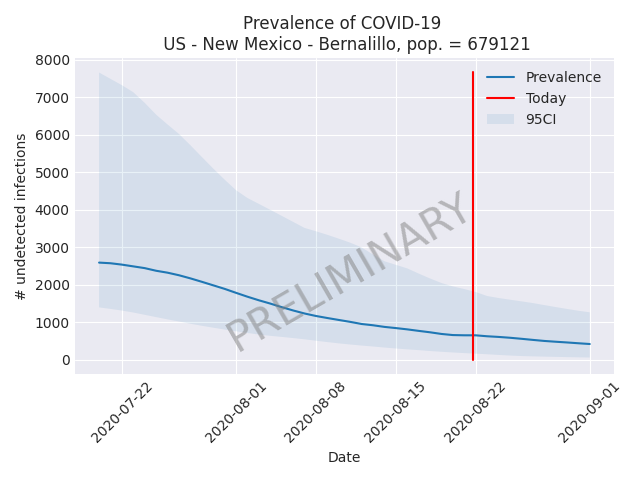 Prevalence of COVID-19
US - New Mexico - Bernalillo, pop. = 679121
# undetected infections
8000
7000
6000
5000
4000
3000
2000
1000
0
Prevalence
Today
95CI
PRELIMINARY
2020-07-22
2020-08-01
2020-08-08
2020-08-15
2020-08-22
2020-09-01
Date